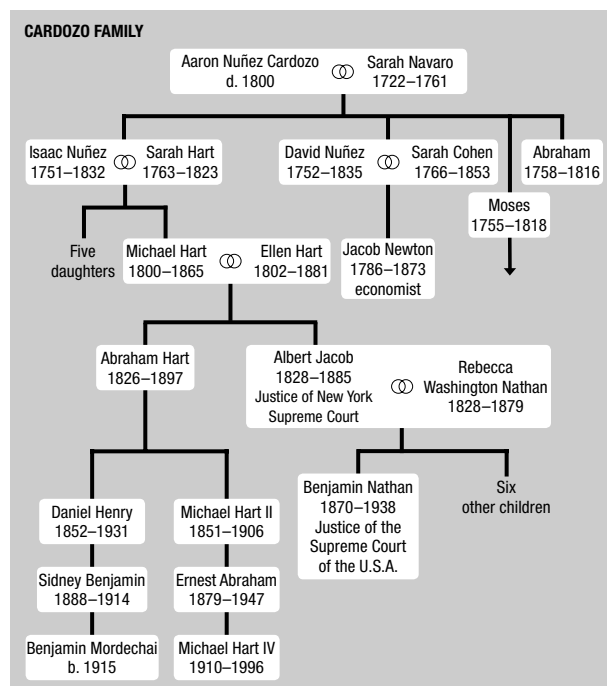 CARDOZO FAMILY
Aaron Nuñez Cardozo
d. 1800
Sarah Navaro
1722–1761
Isaac Nuñez
1751–1832
Sarah Hart
1763–1823
David Nuñez
1752–1835
Sarah Cohen
1766–1853
Abraham
1758–1816
Moses
1755–1818
Five
daughters
Michael Hart
1800–1865
Ellen Hart
1802–1881
Jacob Newton
1786–1873
economist
Abraham Hart
1826–1897
Albert Jacob
1828–1885
Justice of New York
Supreme Court
Rebecca
Washington Nathan
1828–1879
Daniel Henry
1852–1931
Michael Hart II
1851–1906
Benjamin Nathan
1870–1938
Justice of the
Supreme Court
of the U.S.A.
Six
other children
Sidney Benjamin
1888–1914
Ernest Abraham
1879–1947
Benjamin Mordechai
b. 1915
Michael Hart IV
1910–1996